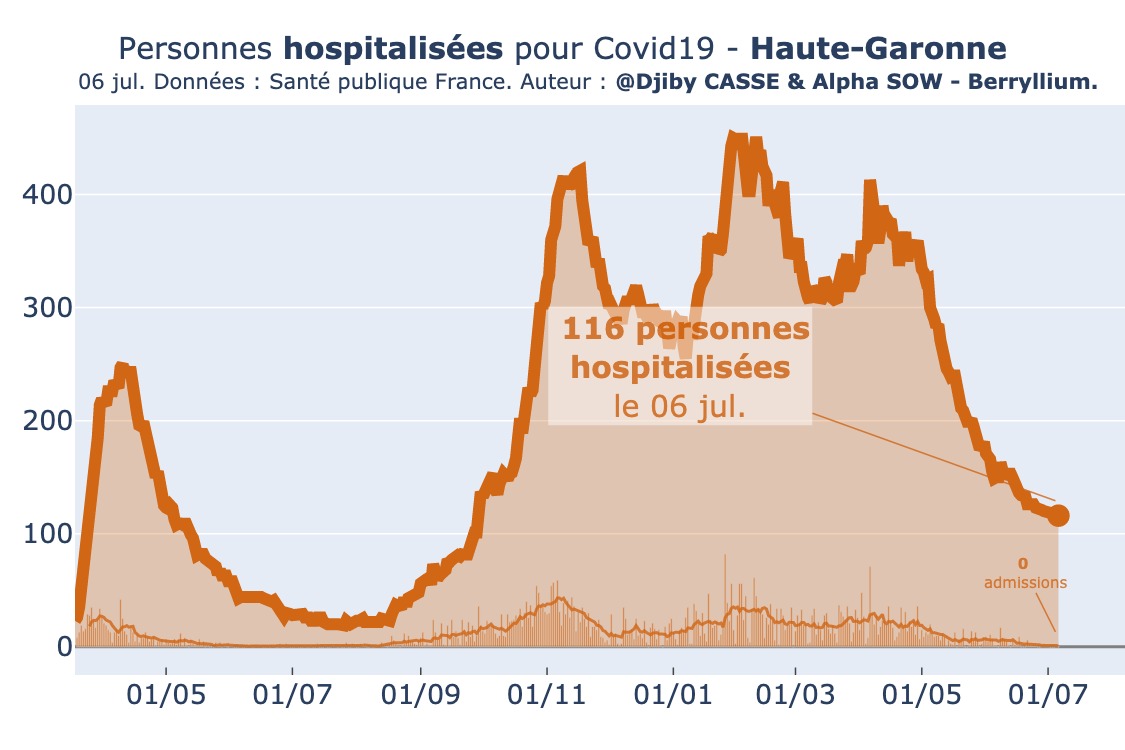 Personnes hospitalisées pour Covid19 - Haute-Garonne
06 jul. Données : Santé publique France. Auteur : @Djiby CASSE & Alpha SOW - Berryllium.
400
300
200
100
0
116 personnes
hospitalisées
le 06 jul.
0
admissions
01/05 01/07 01/09 01/11 01/01 01/03 01/05 01/07